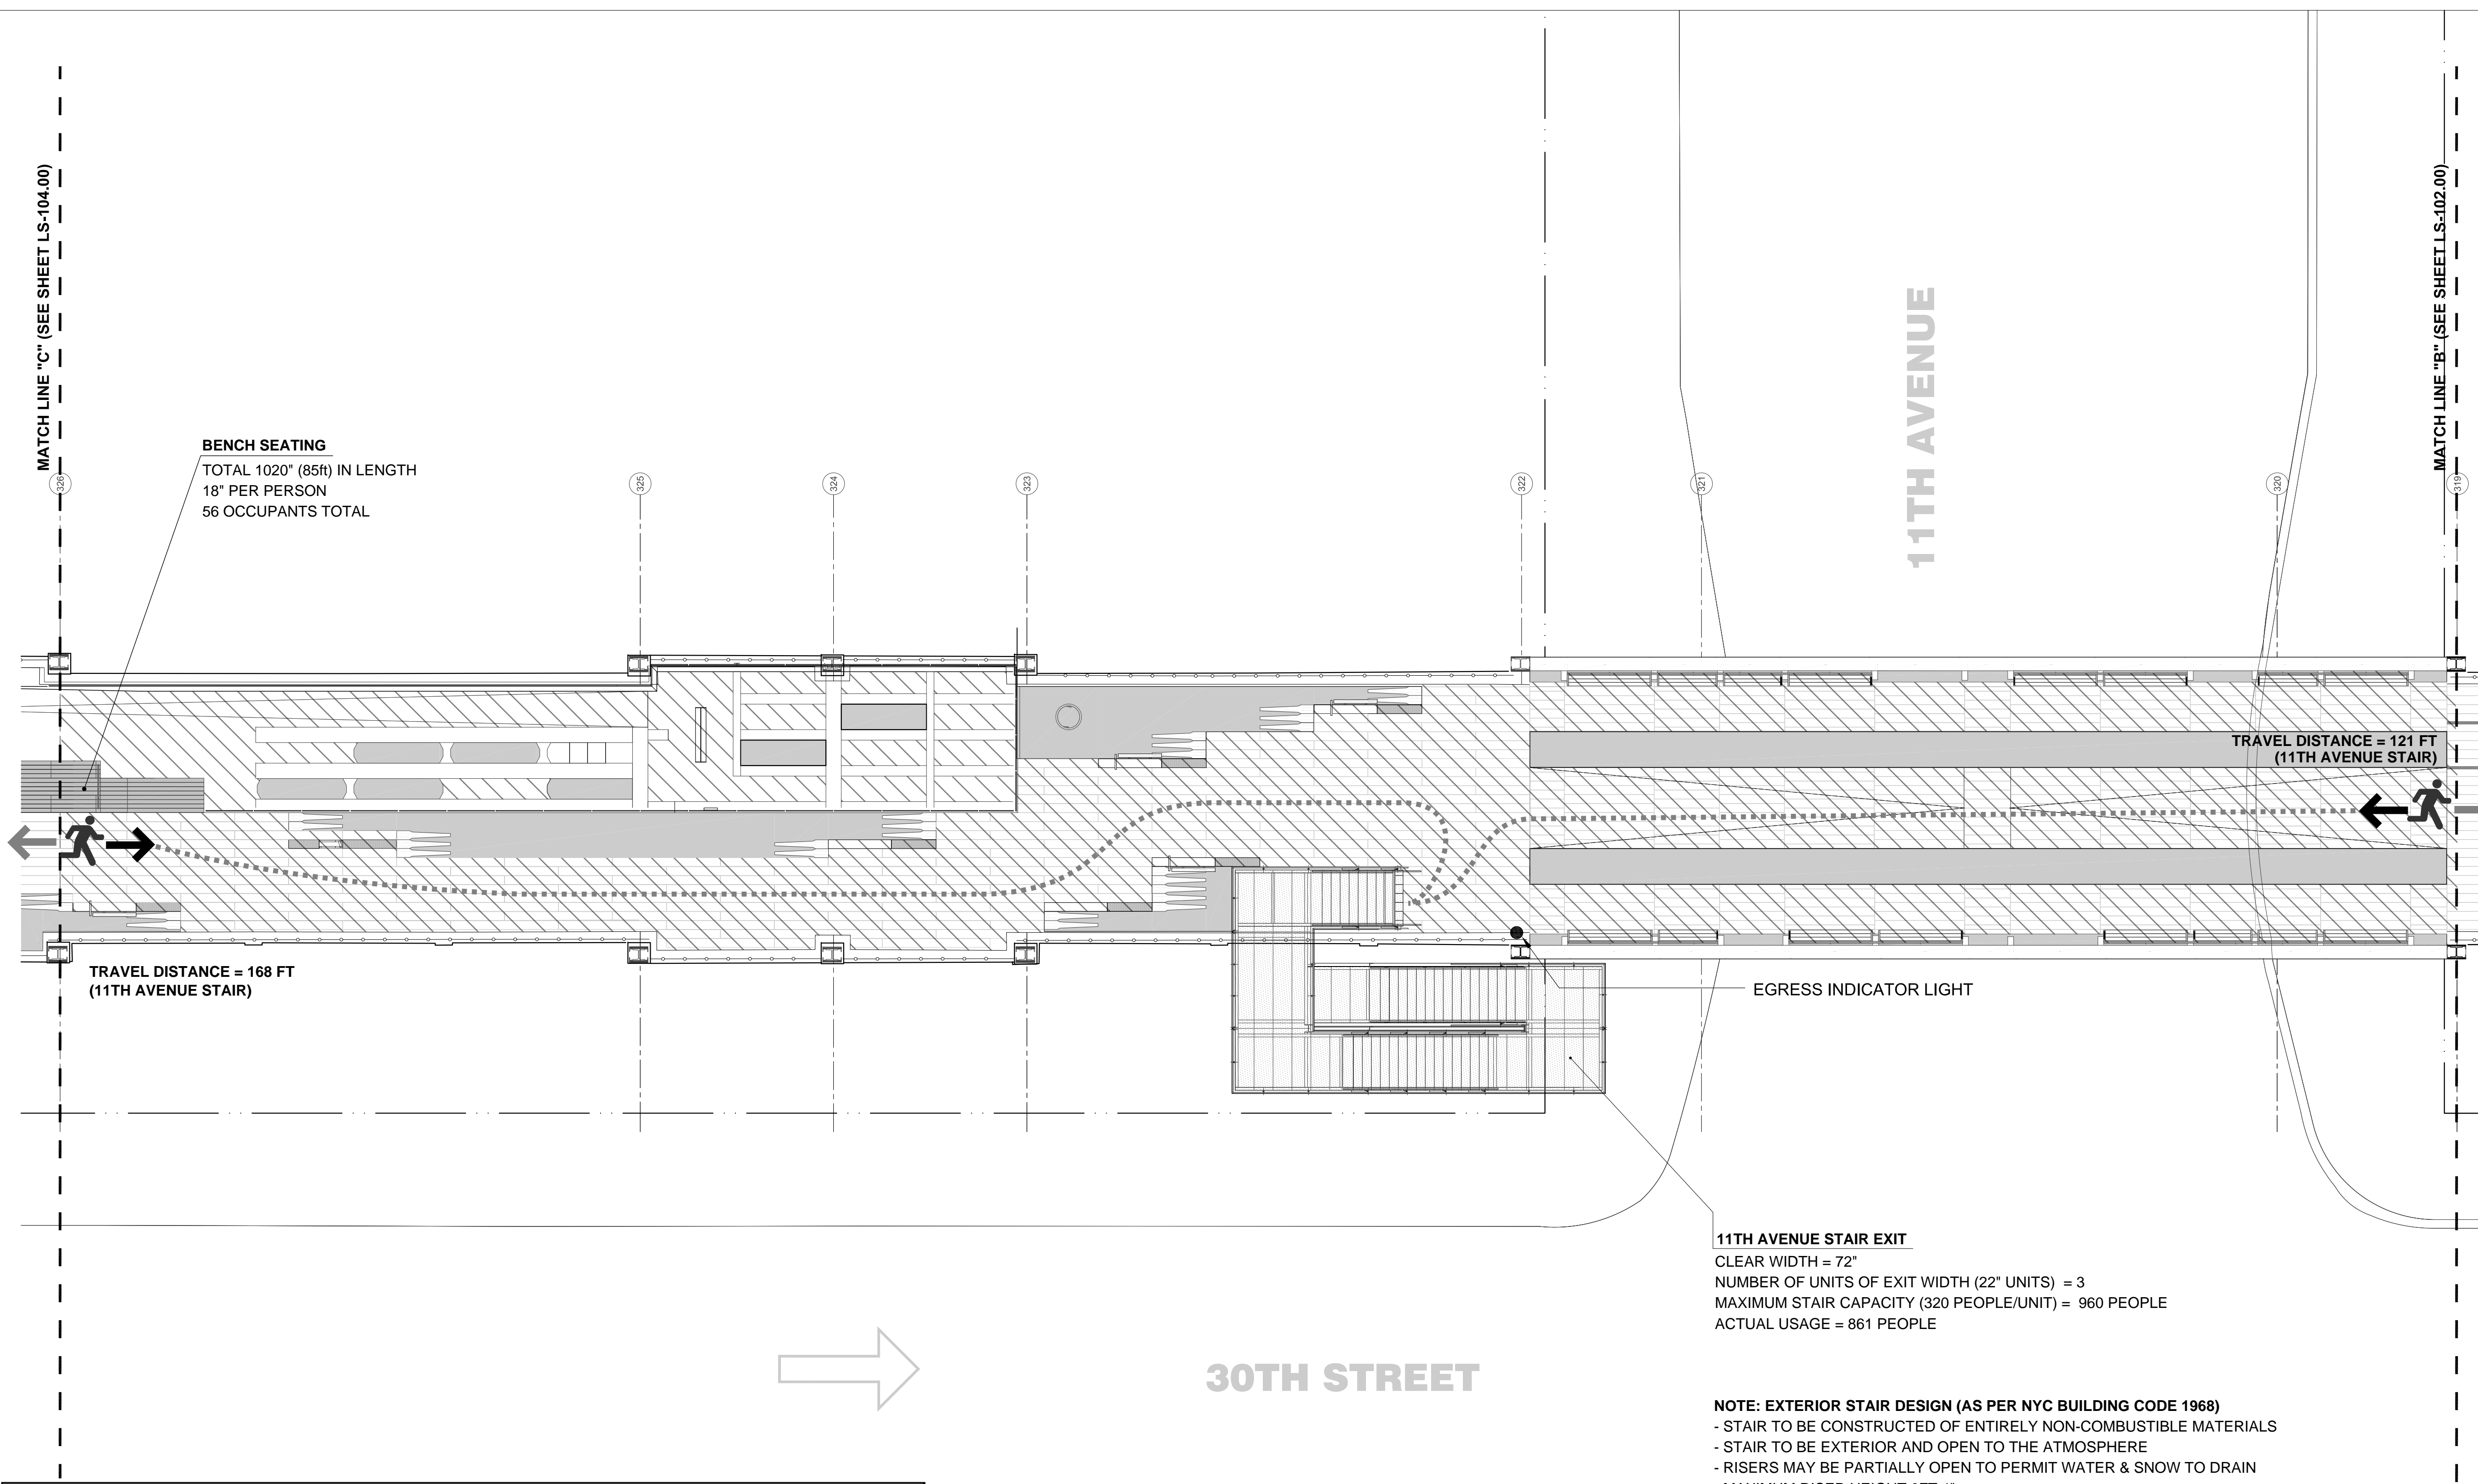 MATCH LINE "C" (SEE SHEET LS-104.00)
11TH AVENUE
MATCH LINE "B" (SEE SHEET LS-102.00)
BENCH SEATING
TOTAL 1020" (85ft) IN LENGTH
18" PER PERSON
56 OCCUPANTS TOTAL
326
325
324
323
322
321
320
319
TRAVEL DISTANCE = 121 FT
(11TH AVENUE STAIR)
TRAVEL DISTANCE = 168 FT
(11TH AVENUE STAIR)
EGRESS INDICATOR LIGHT
11TH AVENUE STAIR EXIT
CLEAR WIDTH = 72"
NUMBER OF UNITS OF EXIT WIDTH (22" UNITS) = 3
MAXIMUM STAIR CAPACITY (320 PEOPLE/UNIT) = 960 PEOPLE
ACTUAL USAGE = 861 PEOPLE
30TH STREET
NOTE: EXTERIOR STAIR DESIGN (AS PER NYC BUILDING CODE 1968)
- STAIR TO BE CONSTRUCTED OF ENTIRELY NON-COMBUSTIBLE MATERIALS
- STAIR TO BE EXTERIOR AND OPEN TO THE ATMOSPHERE
- RISERS MAY BE PARTIALLY OPEN TO PERMIT WATER & SNOW TO DRAIN